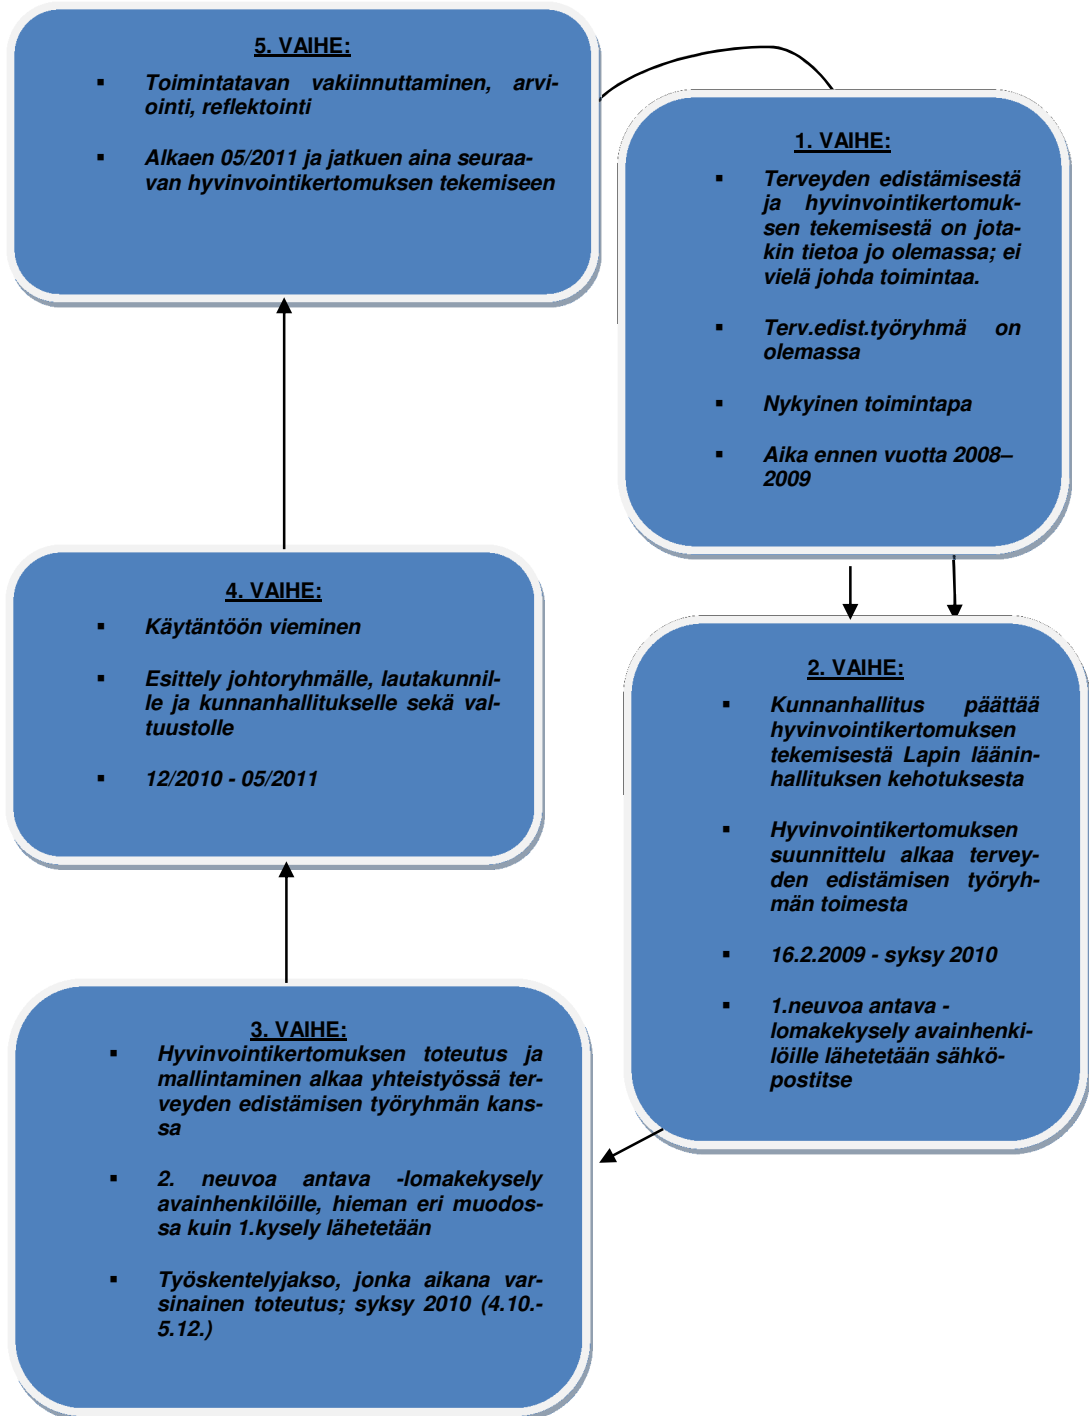 5. VAIHE:
▪ Toimintatavan vakiinnuttaminen, arvi-
ointi, reflektointi
▪ Alkaen 05/2011 ja jatkuen aina seuraa-
van hyvinvointikertomuksen tekemiseen
1. VAIHE:
▪ Terveyden edistämisestä
ja hyvinvointikertomuk-
sen tekemisestä on jota-
kin tietoa jo olemassa; ei
vielä johda toimintaa.
▪ Terv.edist.työryhmä on
olemassa
▪ Nykyinen toimintapa
▪ Aika ennen vuotta 2008–
2009
2. VAIHE:
▪ Kunnanhallitus päättää
hyvinvointikertomuksen
tekemisestä Lapin läänin-
hallituksen kehotuksesta
▪ Hyvinvointikertomuksen
suunnittelu alkaa tervey-
den edistämisen työryh-
män toimesta
▪ 16.2.2009 - syksy 2010
▪ 1.neuvoa antava -
lomakekysely avainhenki-
löille lähetetään sähkö-
postitse
3. VAIHE:
▪ Hyvinvointikertomuksen toteutus ja
mallintaminen alkaa yhteistyössä ter-
veyden edistämisen työryhmän kans-
sa
▪ 2. neuvoa antava -lomakekysely
avainhenkilöille, hieman eri muodos-
sa kuin 1.kysely lähetetään
▪ Työskentelyjakso, jonka aikana var-
sinainen toteutus; syksy 2010 (4.10.-
5.12.)
4. VAIHE:
▪ Käytäntöön vieminen
▪ Esittely johtoryhmälle, lautakunnil-
le ja kunnanhallitukselle sekä val-
tuustolle
▪ 12/2010 - 05/2011